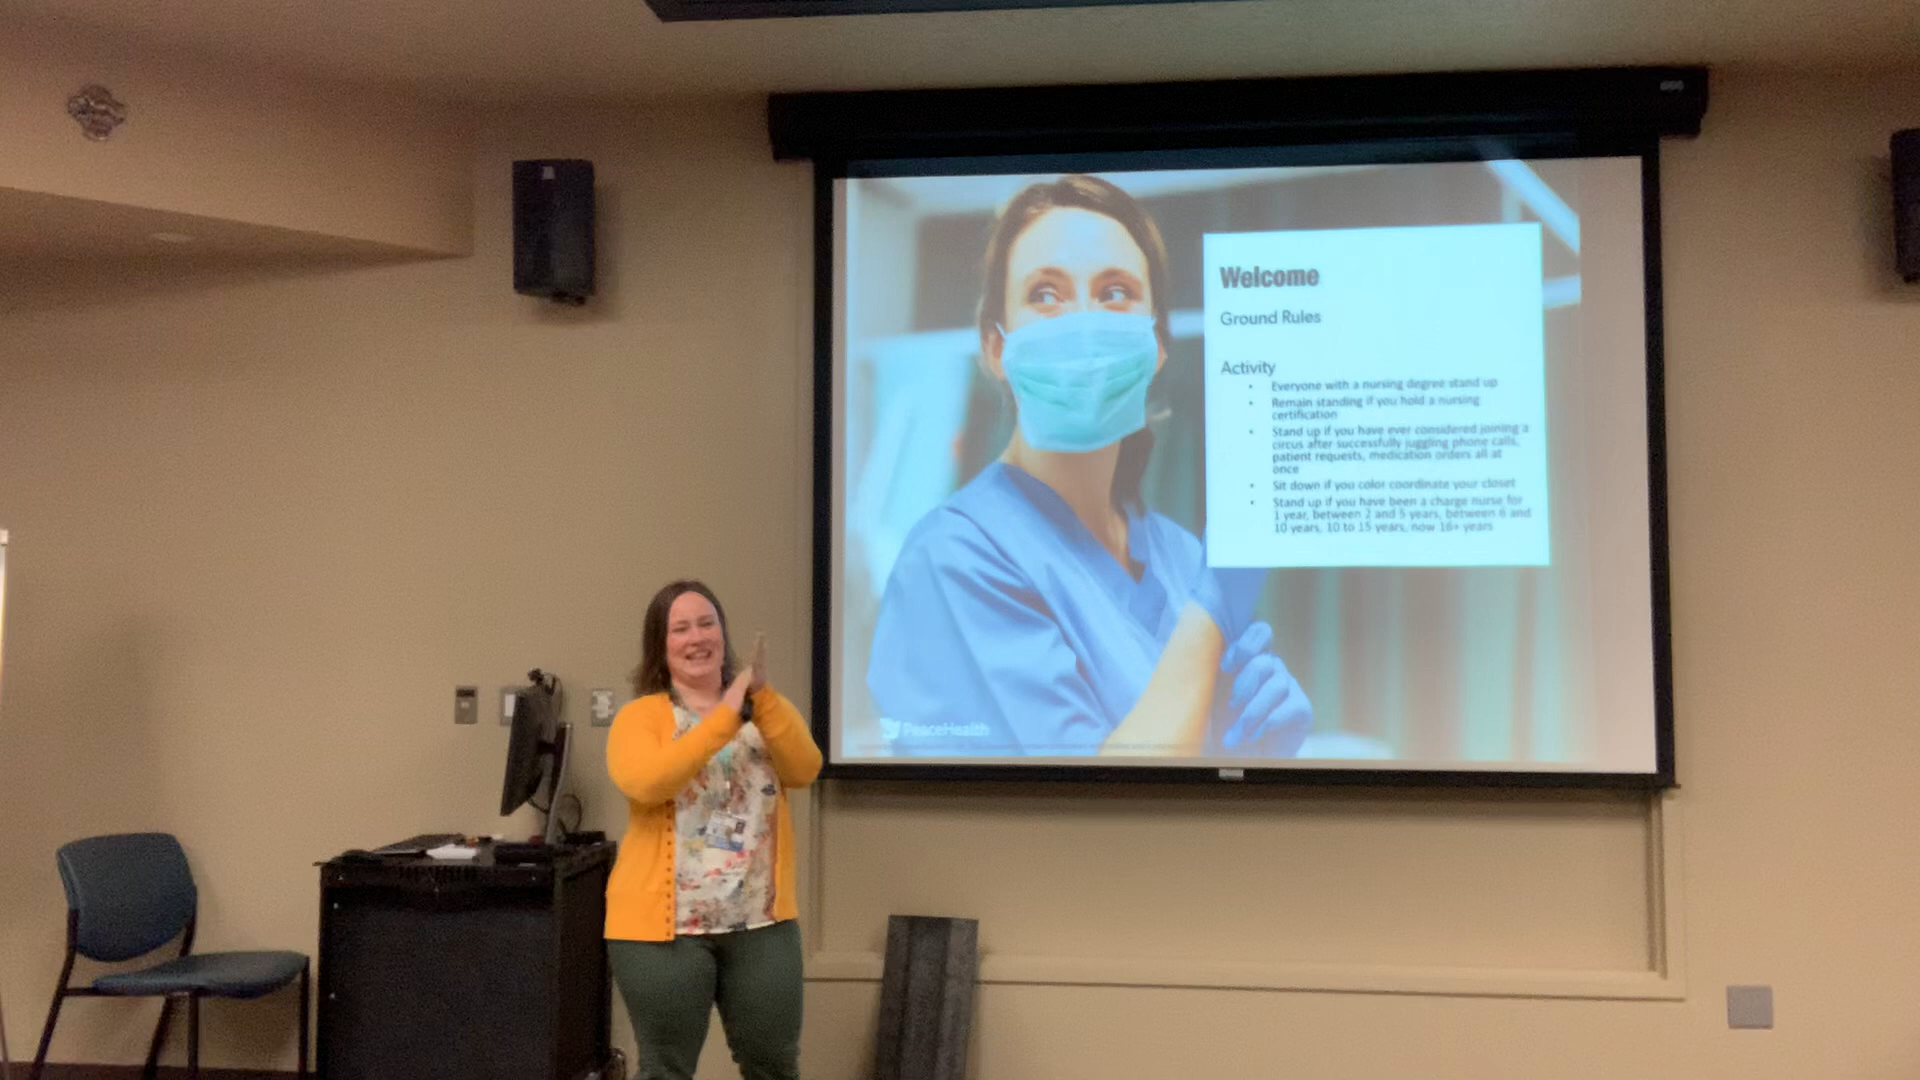 Welcome
Ground Rules
Activity
• Everyone with a nursing degree stand up
• Remain standing if you hold a nursing
certification
• Stand up if you have ever considered joining a
circus after successfully juggling phone calls,
patient requests, medication orders all at
once
• Sit down if you color coordinate your closet
• Stand up if you have been a charge nurse for
1 year, between 2 and 5 years, between 6 and
10 years, 10 to 15 years, now 16+ years
PeaceHealth